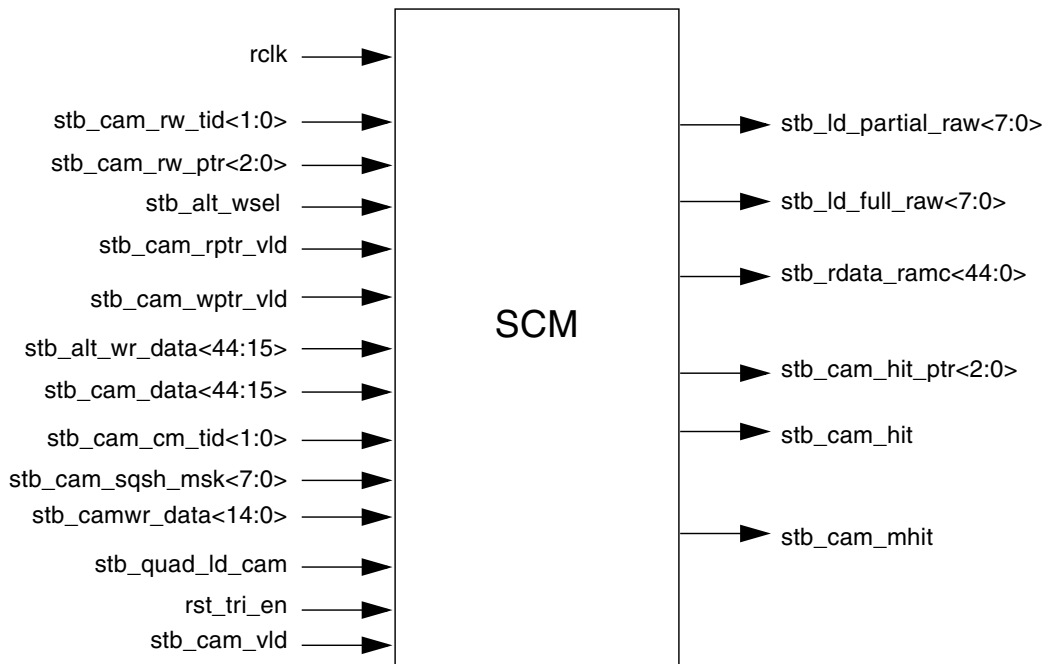 rclk
stb_cam_rw_tid<1:0>
stb_cam_rw_ptr<2:0>
stb_alt_wsel
stb_cam_rptr_vld
stb_cam_wptr_vld
stb_alt_wr_data<44:15>
stb_cam_data<44:15>
stb_cam_cm_tid<1:0>
stb_cam_sqsh_msk<7:0>
stb_camwr_data<14:0>
stb_quad_ld_cam
rst_tri_en
stb_cam_vld
SCM
stb_ld_partial_raw<7:0>
stb_ld_full_raw<7:0>
stb_rdata_ramc<44:0>
stb_cam_hit_ptr<2:0>
stb_cam_hit
stb_cam_mhit